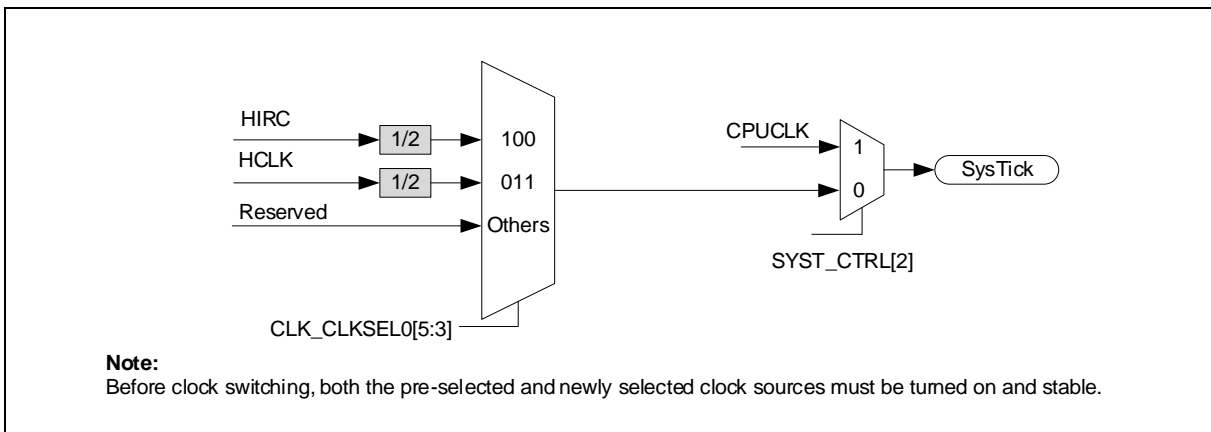 HIRC
1/2
100
CPUCLK
1
HCLK
1/2
011
SysTick
0
Reserved
Others
SYST_CTRL[2]
CLK_CLKSEL0[5:3]
Note:
Before clock switching, both the pre-selected and newly selected clock sources must be turned on and stable.